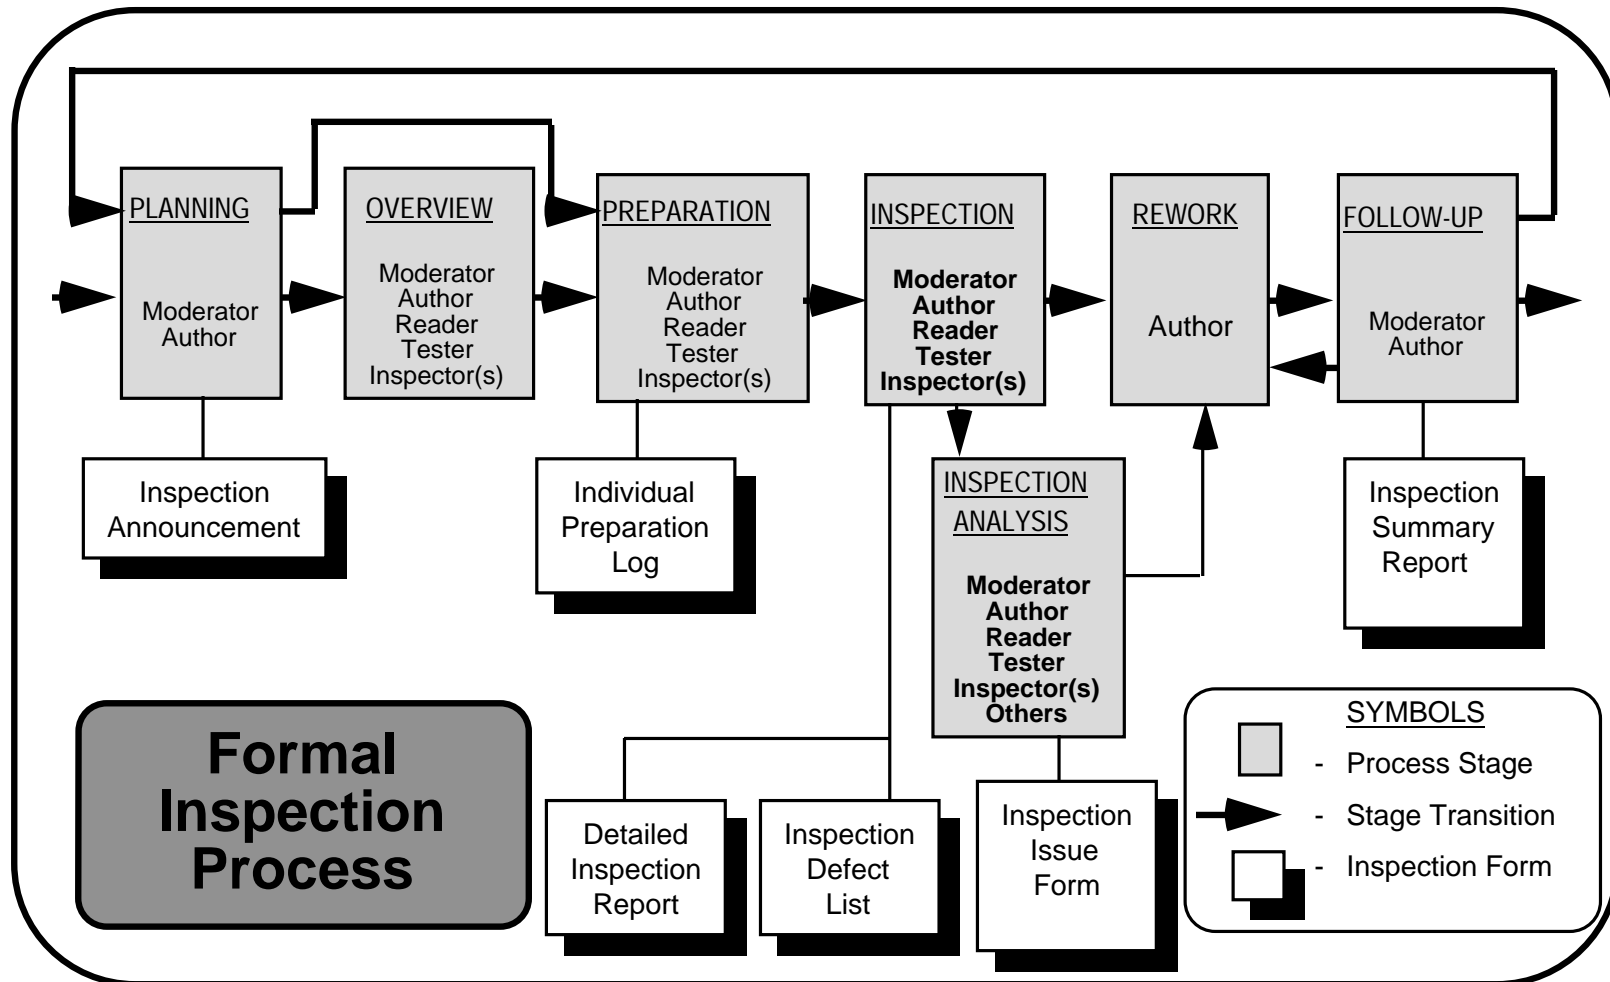 PLANNING
Moderator
Author
OVERVIEW
Moderator
Author
Reader
Tester
Inspector(s)
PREPARATION
Moderator
Author
Reader
Tester
Inspector(s)
INSPECTION
Moderator
Author
Reader
Tester
Inspector(s)
REWORK
Author
FOLLOW-UP
Moderator
Author
Inspection
Announcement
Individual
Preparation
Log
INSPECTION
ANALYSIS
Moderator
Author
Reader
Tester
Inspector(s)
Others
Inspection
Summary
Report
Formal
Inspection
Process
Detailed
Inspection
Report
Inspection
Defect
List
Inspection
Issue
Form
SYMBOLS
- Process Stage
- Stage Transition
- Inspection Form